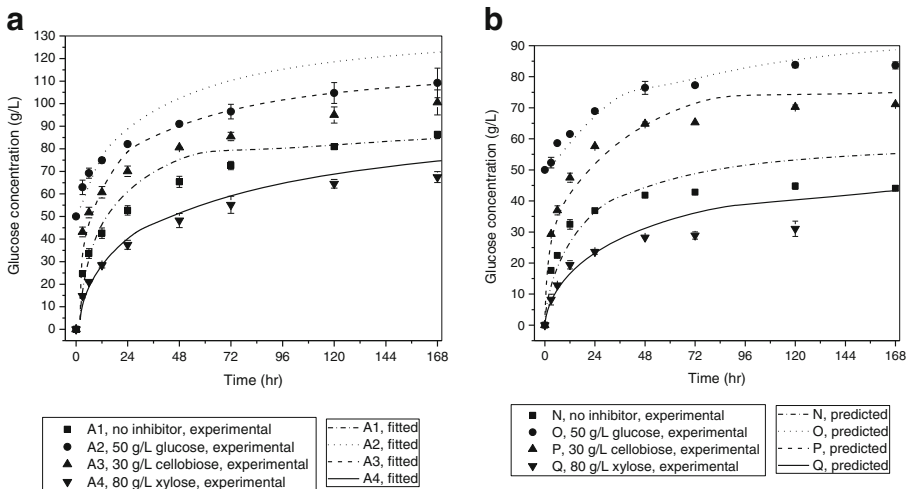 a
Glucose concentration (g/L)
130
120
110
100
90
80
70
60
50
40
30
20
10
0
0 24 48 72 96 120 144 168
Time (hr)
A1, no inhibitor, experimental
A2, 50 g/L glucose, experimental
A3, 30 g/L cellobiose, experimental
A4, 80 g/L xylose, experimental
A1, fitted
A2, fitted
A3, fitted
A4, fitted
b
Glucose concentration (g/L)
90
80
70
60
50
40
30
20
10
0
0 24 48 72 96 120 144 168
Time (hr)
N, no inhibitor, experimental
O, 50 g/L glucose, experimental
P, 30 g/L cellobiose, experimental
Q, 80 g/L xylose, experimental
N, predicted
O, predicted
P, predicted
Q, predicted